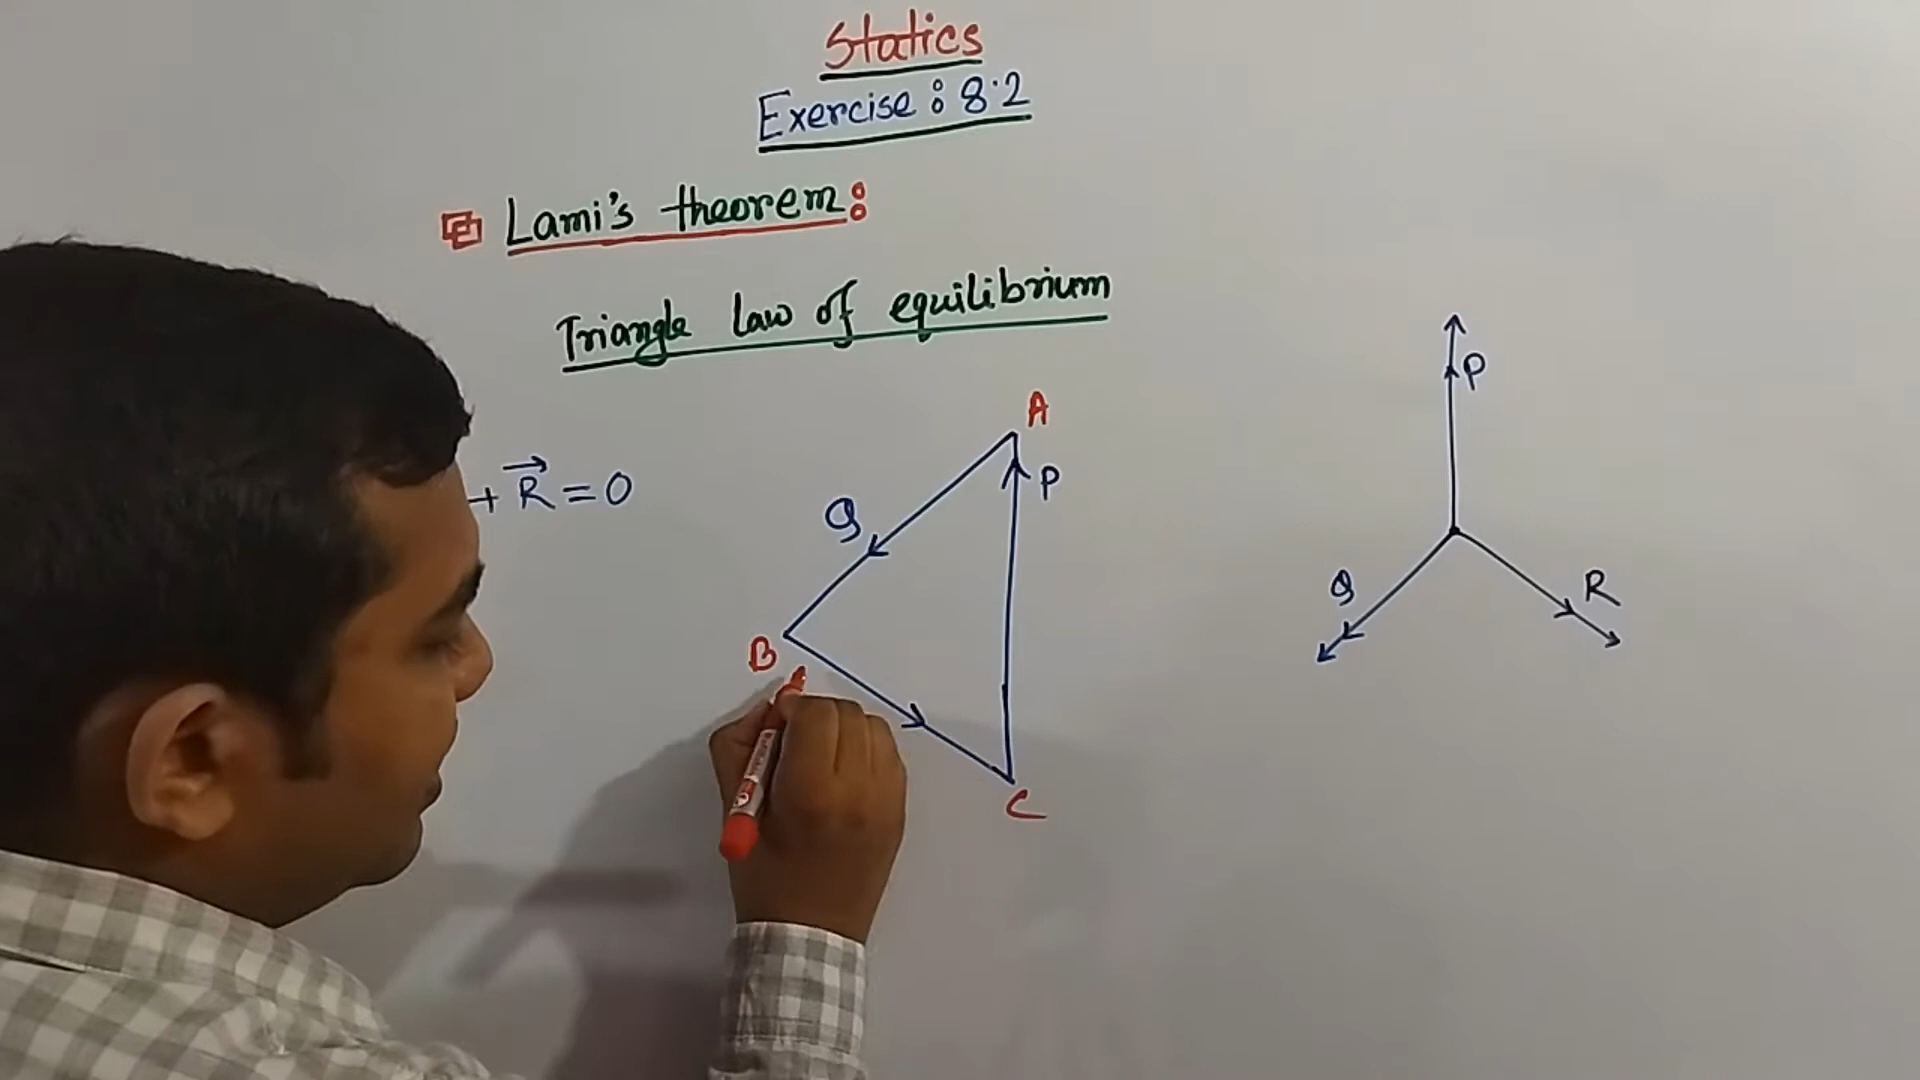 Statics
Exercise : 8.2
Lami's theorem:
Triangle law of equilibrium
+ R = 0
A
P
Q
B
C
P
Q
R